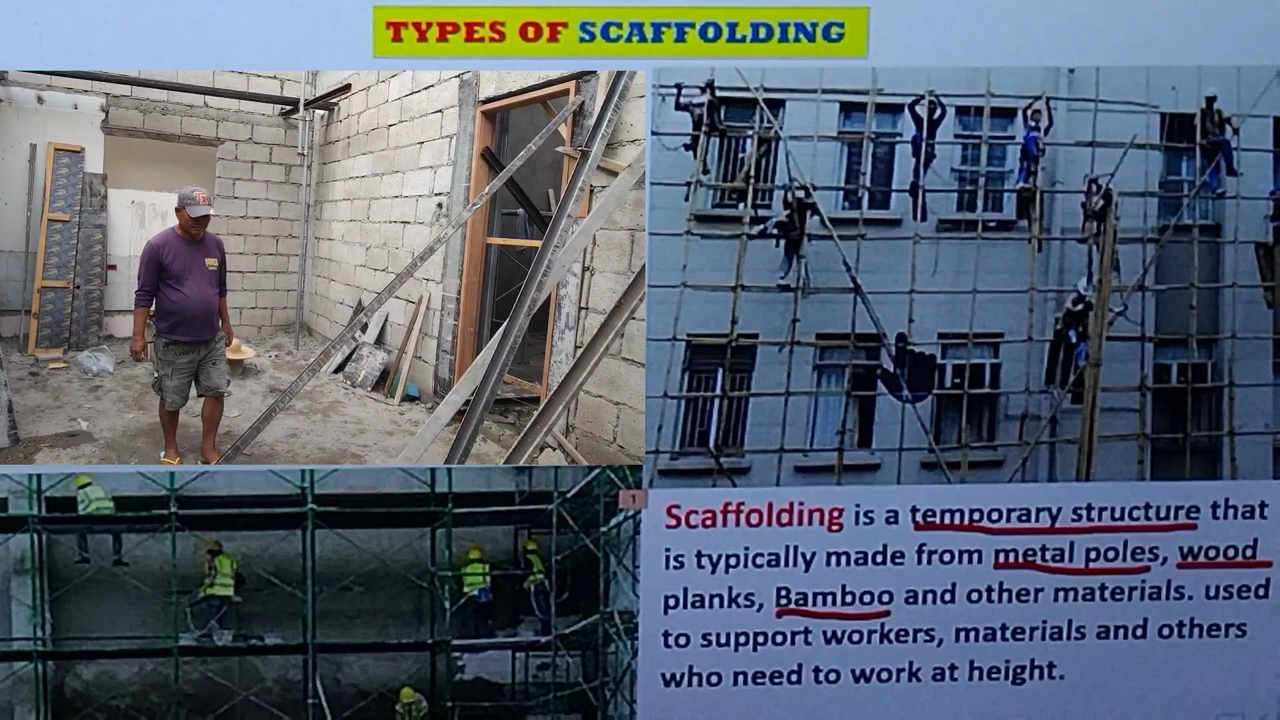 TYPES OF SCAFFOLDING
1
Scaffolding is a temporary structure that
is typically made from metal poles, wood
planks, Bamboo and other materials. used
to support workers, materials and others
who need to work at height.